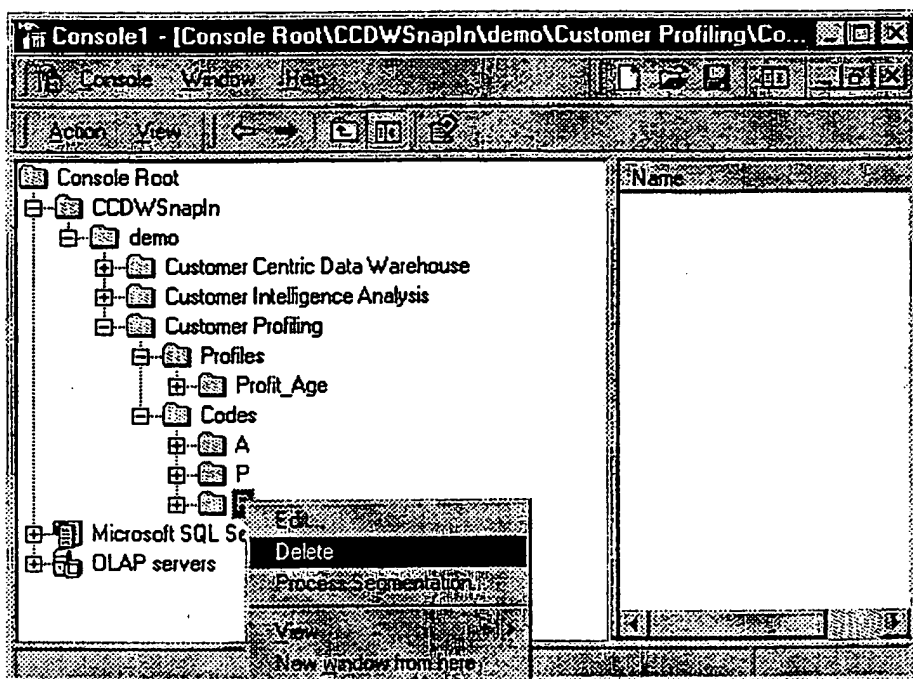 Console1 - [Console Root\CCDWSnapIn\demo\Customer Profiling\Co...
Console Window Help
Action View
Console Root
CCDWSnapIn
demo
Customer Centric Data Warehouse
Customer Intelligence Analysis
Customer Profiling
Profiles
Profit_Age
Codes
A
P
Microsoft SQL Se
OLAP servers
Name
Edit...
Delete
Process Segmentation...
View
New window from here